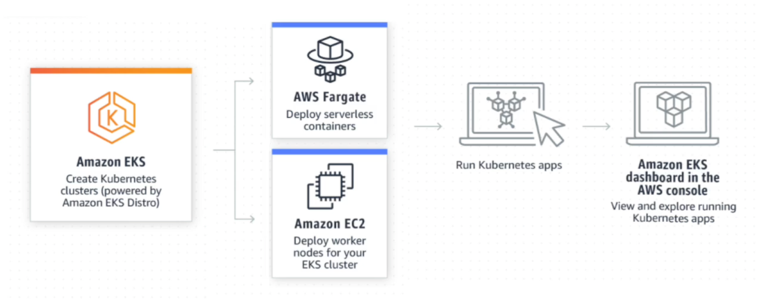 Amazon EKS
Create Kubernetes
clusters (powered by
Amazon EKS Distro)
AWS Fargate
Deploy serverless
containers
Amazon EC2
Deploy worker
nodes for your
EKS cluster
Run Kubernetes apps
Amazon EKS
dashboard in the
AWS console
View and explore running
Kubernetes apps